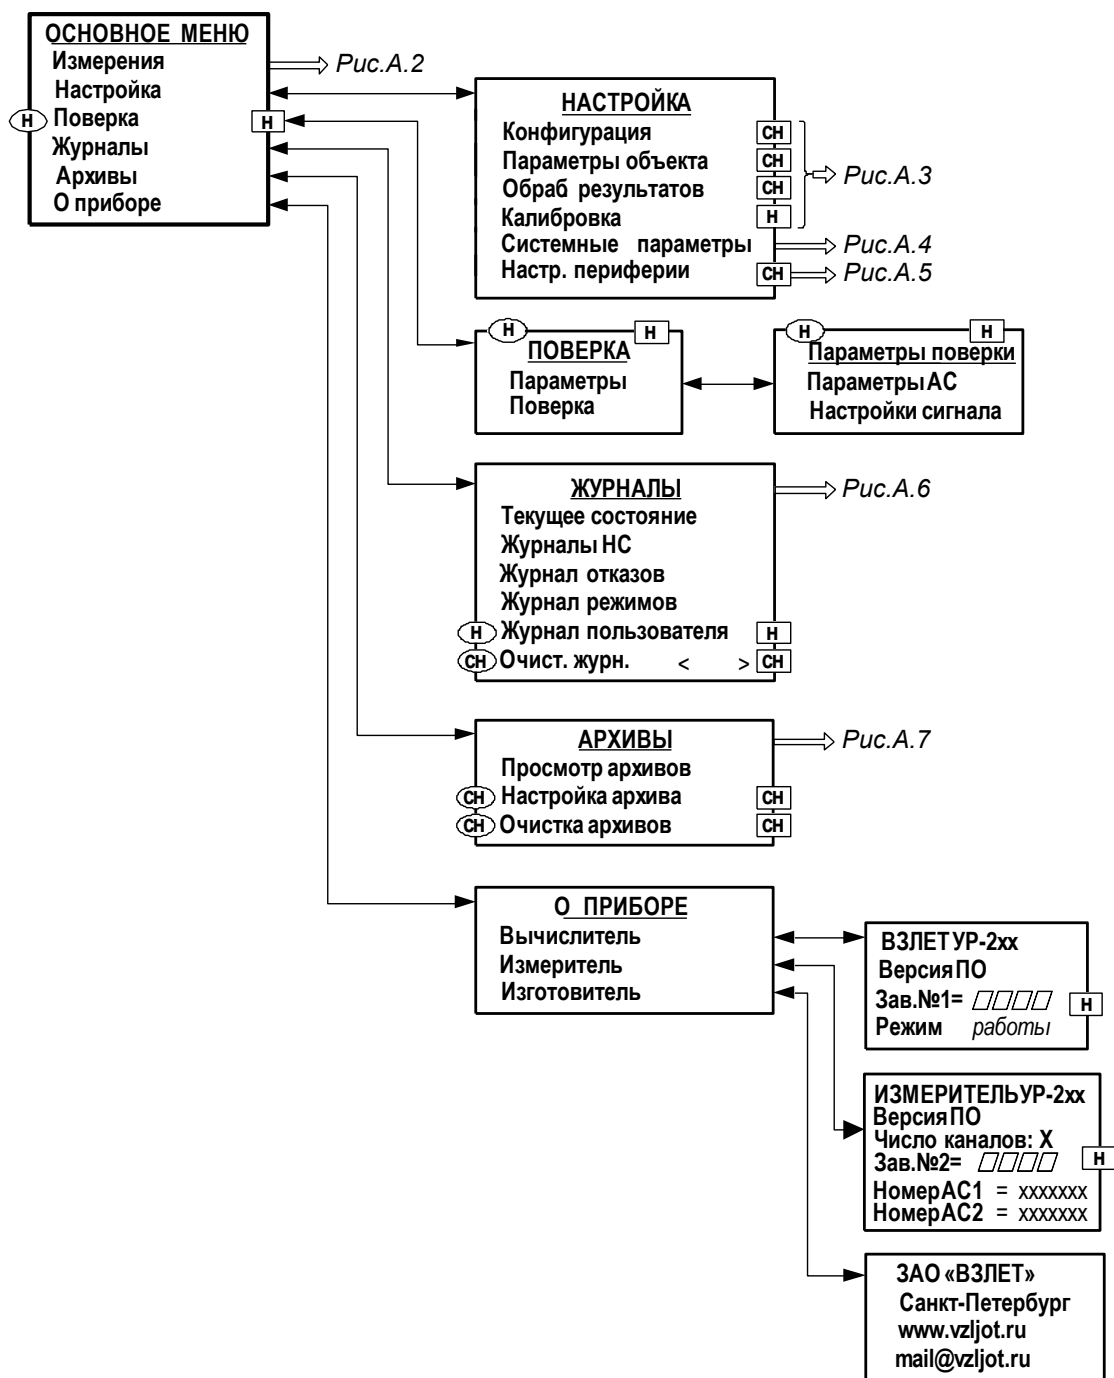 ОСНОВНОЕ МЕНЮ
Измерения
Рис.А.2
Настройка
Н Поверка Н
Журналы
Архивы
О приборе
НАСТРОЙКА
Конфигурация СН
Параметры объекта СН
Рис.А.3
Обраб результатов СН
Калибровка Н
Системные параметры
Рис.А.4
Настр. периферии СН
Рис.А.5
Н Н
ПОВЕРКА
Параметры
Поверка
Н Н
Параметры поверки
Параметры АС
Настройки сигнала
ЖУРНАЛЫ
Рис.А.6
Текущее состояние
Журналы НС
Журнал отказов
Журнал режимов
Н Журнал пользователя Н
СН Очист. журн. < > СН
АРХИВЫ
Рис.А.7
Просмотр архивов
СН Настройка архива СН
СН Очистка архивов СН
О ПРИБОРЕ
Вычислитель
Измеритель
Изготовитель
ВЗЛЕТ УР-2хх
Версия ПО
Зав.№1= Н
Режим работы
ИЗМЕРИТЕЛЬ УР-2хх
Версия ПО
Число каналов: Х
Зав.№2= Н
Номер АС1 = ххххххх
Номер АС2 = ххххххх
ЗАО «ВЗЛЕТ»
Санкт-Петербург
www.vzljot.ru
mail@vzljot.ru